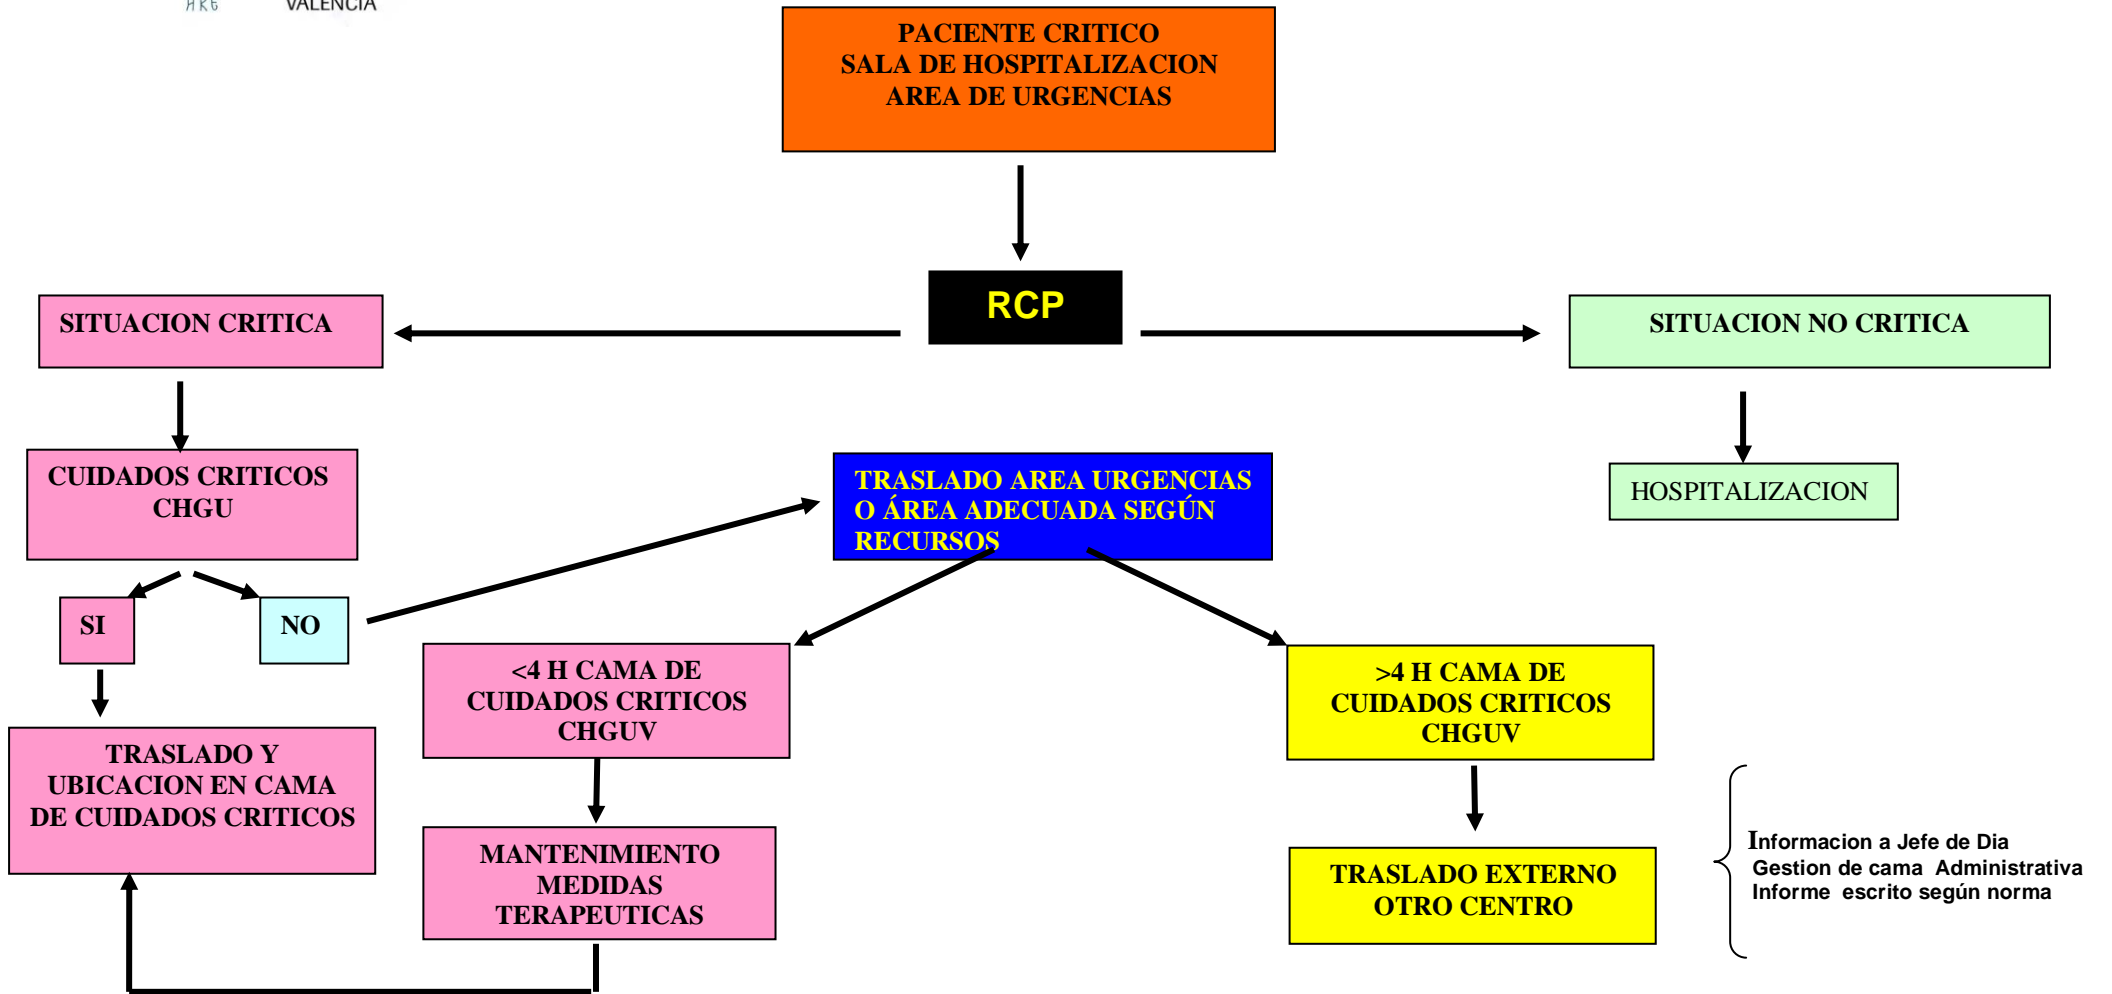 VALENCIA
PACIENTE CRITICO
SALA DE HOSPITALIZACION
AREA DE URGENCIAS
RCP
SITUACION CRITICA
SITUACION NO CRITICA
CUIDADOS CRITICOS
CHGU
TRASLADO AREA URGENCIAS
O ÁREA ADECUADA SEGÚN
RECURSOS
HOSPITALIZACION
SI
NO
<4 H CAMA DE
CUIDADOS CRITICOS
CHGUV
>4 H CAMA DE
CUIDADOS CRITICOS
CHGUV
TRASLADO Y
UBICACION EN CAMA
DE CUIDADOS CRITICOS
MANTENIMIENTO
MEDIDAS
TERAPEUTICAS
TRASLADO EXTERNO
OTRO CENTRO
Informacion a Jefe de Dia
Gestion de cama Administrativa
Informe escrito según norma